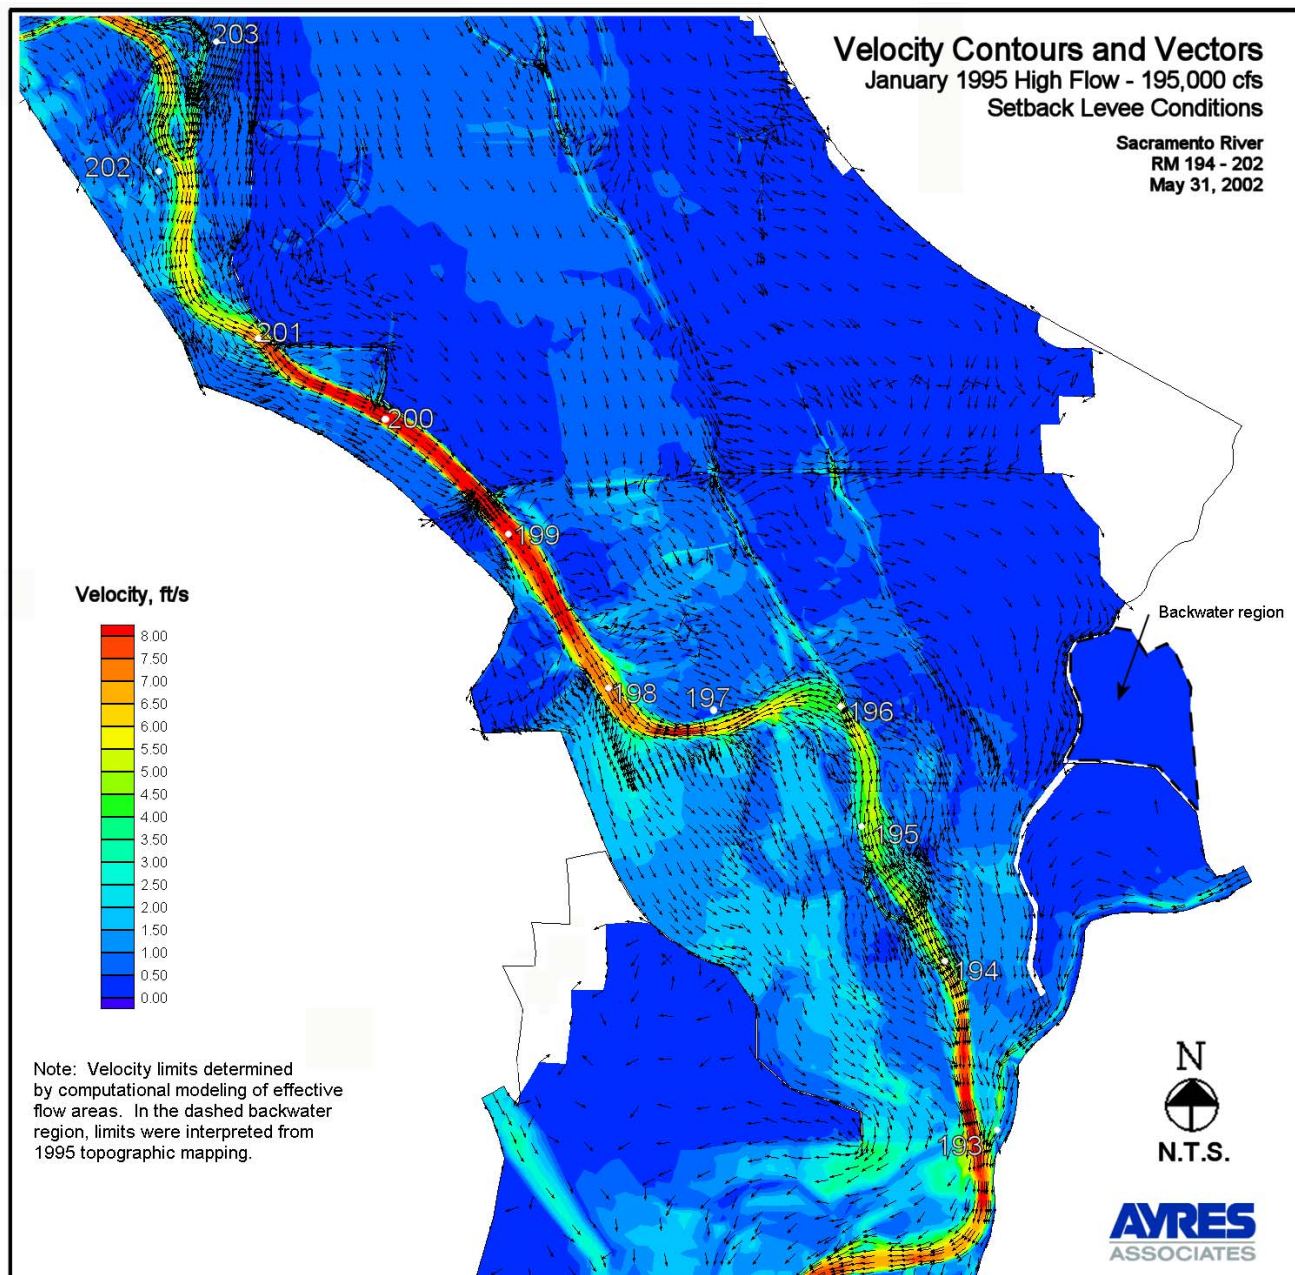 Velocity Contours and Vectors
January 1995 High Flow - 195,000 cfs
Setback Levee Conditions
Sacramento River
RM 194 - 202
May 31, 2002
203
202
201
200
199
198
197
196
195
194
193
Backwater region
Velocity, ft/s
8.00
7.50
7.00
6.50
6.00
5.50
5.00
4.50
4.00
3.50
3.00
2.50
2.00
1.50
1.00
0.50
0.00
Note: Velocity limits determined
by computational modeling of effective
flow areas. In the dashed backwater
region, limits were interpreted from
1995 topographic mapping.
N
N.T.S.
AYRES
ASSOCIATES